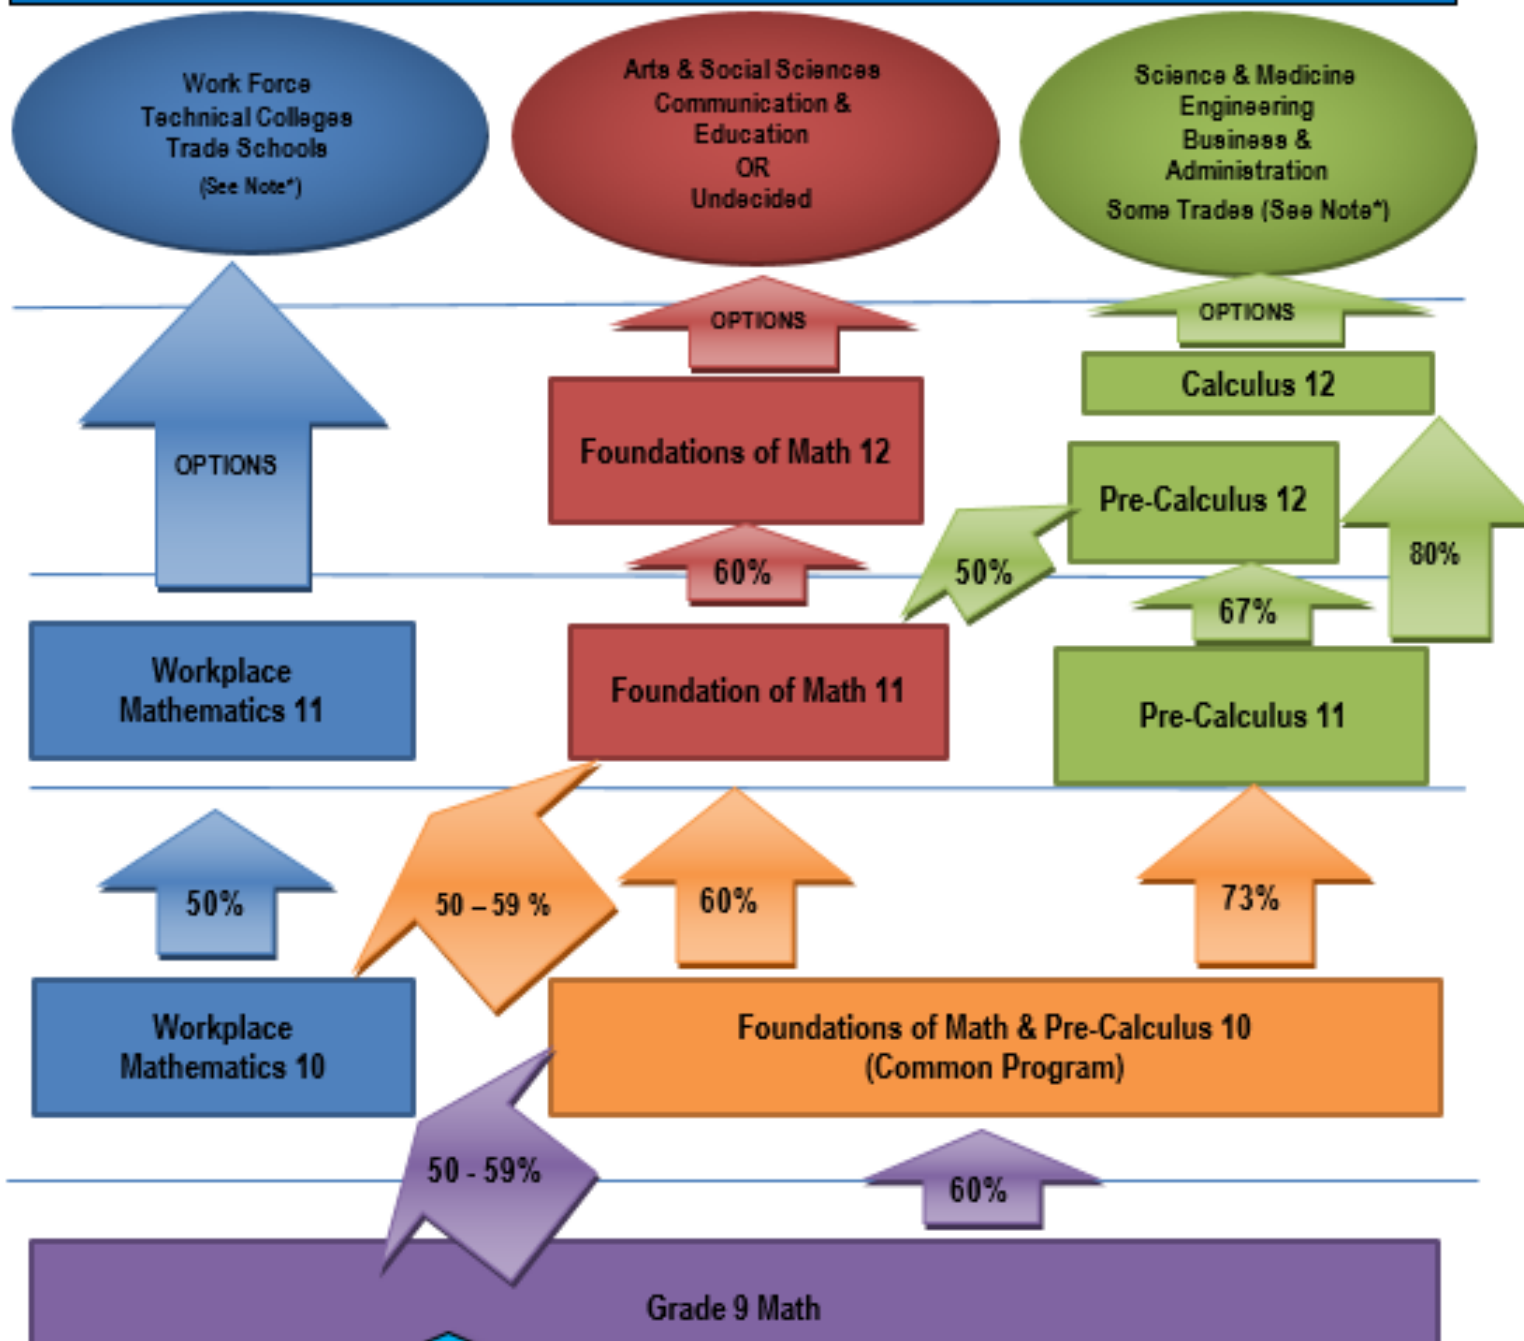 Work Force
Technical Colleges
Trade Schools
(See Note*)
Arts & Social Sciences
Communication &
Education
OR
Undecided
Science & Medicine
Engineering
Business &
Administration
Some Trades (See Note*)
OPTIONS
OPTIONS
OPTIONS
Calculus 12
Foundations of Math 12
Pre-Calculus 12
60%
50%
67%
80%
Workplace
Mathematics 11
Foundation of Math 11
Pre-Calculus 11
50%
50 – 59 %
60%
73%
Workplace
Mathematics 10
Foundations of Math & Pre-Calculus 10
(Common Program)
50 - 59%
60%
Grade 9 Math